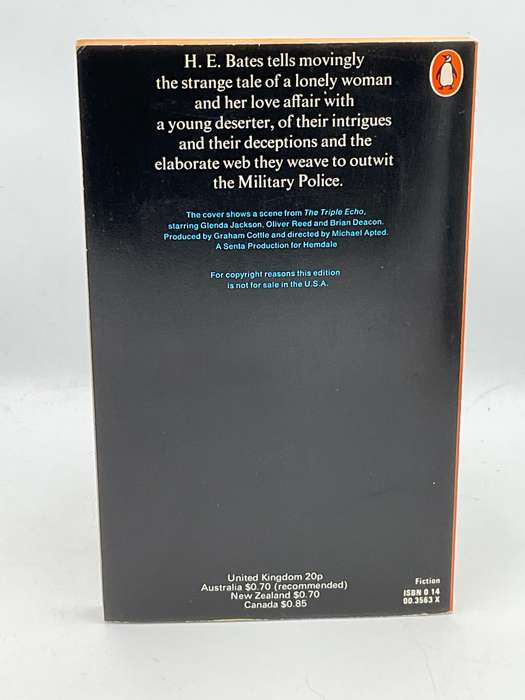 H. E. Bates tells movingly
the strange tale of a lonely woman
and her love affair with
a young deserter, of their intrigues
and their deceptions and the
elaborate web they weave to outwit
the Military Police.
The cover shows a scene from The Triple Echo,
starring Glenda Jackson, Oliver Reed and Brian Deacon.
Produced by Graham Cottle and directed by Michael Apted.
A Senta Production for Hemdale
For copyright reasons this edition
is not for sale in the U.S.A.
United Kingdom 20p
Australia $0.70 (recommended)
New Zealand $0.70
Canada $0.85
Fiction
ISBN 0 14
00.3563 X